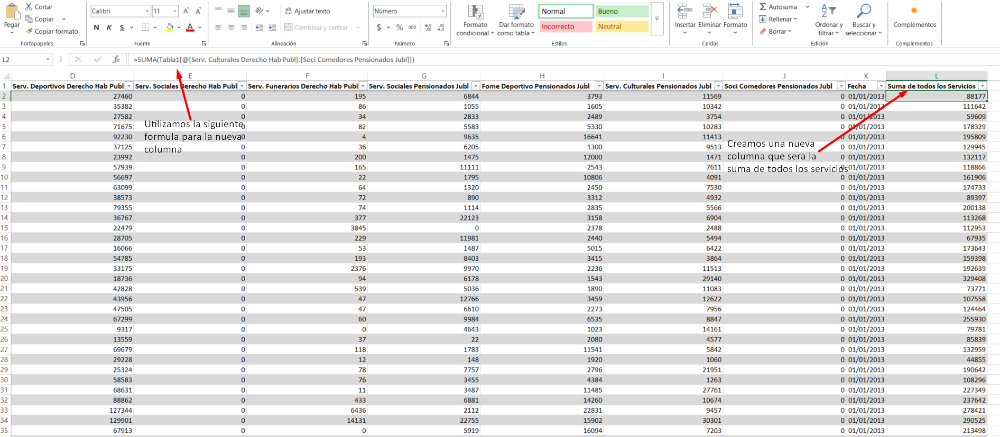 Pegar
Cortar
Copiar
Copiar formato
Portapapeles
Calibri 11 A A
N K S A
Fuente
ab Ajustar texto
Combinar y centrar
Alineación
Número
$ % 000
Número
Formato condicional
Dar formato como tabla
Normal Bueno
Incorrecto Neutral
Estilos
Insertar Eliminar Formato
Celdas
Autosuma
Rellenar
Borrar
Ordenar y filtrar
Buscar y seleccionar
Edición
Complementos
Complementos
L2 fx =SUMA(Tabla1[@[Serv. Culturales Derecho Hab Publ]:[Soci Comedores Pensionados Jubl]])
D E F G H I J K L
1 Serv. Deportivos Derecho Hab Publ Serv. Sociales Derecho Hab Publ Serv. Funerarios Derecho Hab Publ Serv. Sociales Pensionados Jubl Fome Deportivo Pensionados Jubl Serv. Culturales Pensionados Jubl Soci Comedores Pensionados Jubl Fecha Suma de todos los Servicios
2 27460 0 195 6844 3793 11569 0 01/01/2013 88177
3 35382 0 86 1055 1605 10342 0 01/01/2013 111642
4 27582 0 34 2833 2489 3754 0 01/01/2013 59609
5 71675 0 82 5583 5330 10283 0 01/01/2013 178329
6 92230 0 4 9635 16641 11413 0 01/01/2013 195809
7 37125 0 36 6205 1300 9513 0 01/01/2013 129945
8 23992 0 200 1475 12000 1471 0 01/01/2013 132117
9 57939 0 165 11111 2543 7611 0 01/01/2013 118866
10 56697 0 22 1795 10806 4091 0 01/01/2013 161906
11 63099 0 64 1320 2450 7530 0 01/01/2013 174733
12 38573 0 72 890 3312 4932 0 01/01/2013 89397
13 79355 0 74 1114 2835 5566 0 01/01/2013 200138
14 36767 0 377 22123 3158 6904 0 01/01/2013 113268
15 22479 0 3845 0 2378 2488 0 01/01/2013 112953
16 28705 0 229 11981 2440 5494 0 01/01/2013 67935
17 16066 0 53 1487 5015 6422 0 01/01/2013 173643
18 54785 0 193 8403 3415 3864 0 01/01/2013 159398
19 33175 0 2376 9970 2236 11513 0 01/01/2013 192639
20 18736 0 94 6178 1543 29140 0 01/01/2013 329408
21 42828 0 539 5036 1890 11083 0 01/01/2013 73771
22 43956 0 47 12766 3459 12622 0 01/01/2013 107558
23 47505 0 47 6610 2273 7956 0 01/01/2013 124464
24 67299 0 60 9984 6535 8847 0 01/01/2013 255930
25 9317 0 0 4643 1023 14161 0 01/01/2013 79781
26 13559 0 37 22 2080 4577 0 01/01/2013 85839
27 69679 0 118 1783 11541 5842 0 01/01/2013 132959
28 29228 0 12 148 1920 1060 0 01/01/2013 44855
29 25324 0 78 7757 2796 21951 0 01/01/2013 190642
30 58583 0 76 3455 4384 1263 0 01/01/2013 108296
31 68631 0 11 3487 11485 27761 0 01/01/2013 227349
32 88862 0 433 6881 14260 10674 0 01/01/2013 237642
33 127344 0 6436 2112 22831 9457 0 01/01/2013 278421
34 129901 0 14131 22755 15902 30301 0 01/01/2013 290525
35 67913 0 0 5919 16094 7203 0 01/01/2013 213498
Utilizamos la siguiente
formula para la nueva
columna
Creamos una nueva
columna que sera la
suma de todos los servicios